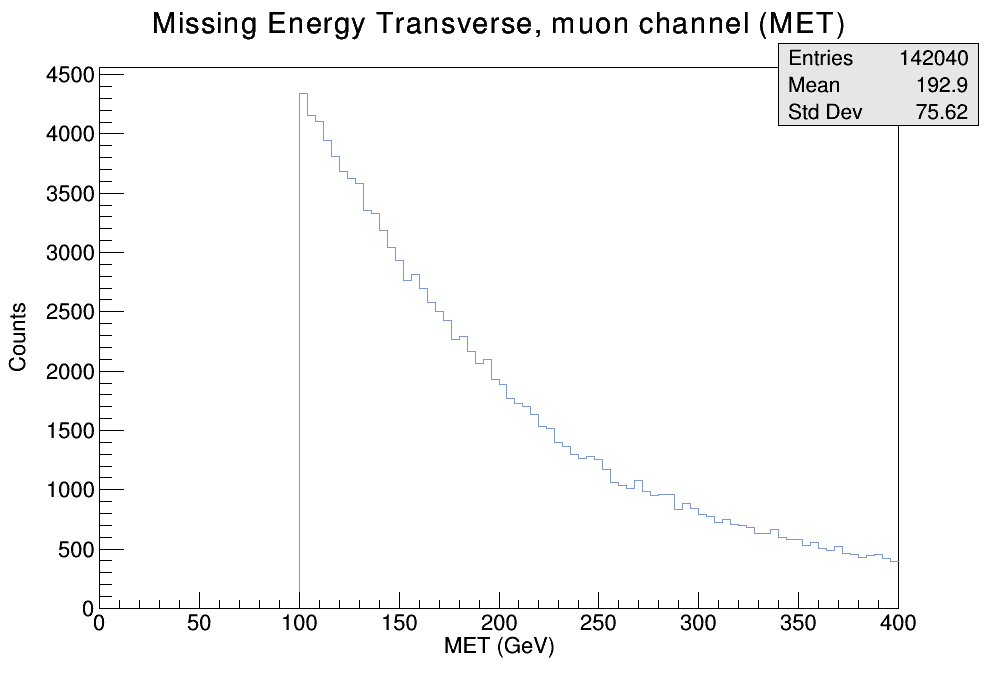 Missing Energy Transverse, muon channel (MET)
Entries 142040
Mean 192.9
Std Dev 75.62
4500
4000
3500
3000
2500
2000
1500
1000
500
0
Counts
0 50 100 150 200 250 300 350 400
MET (GeV)